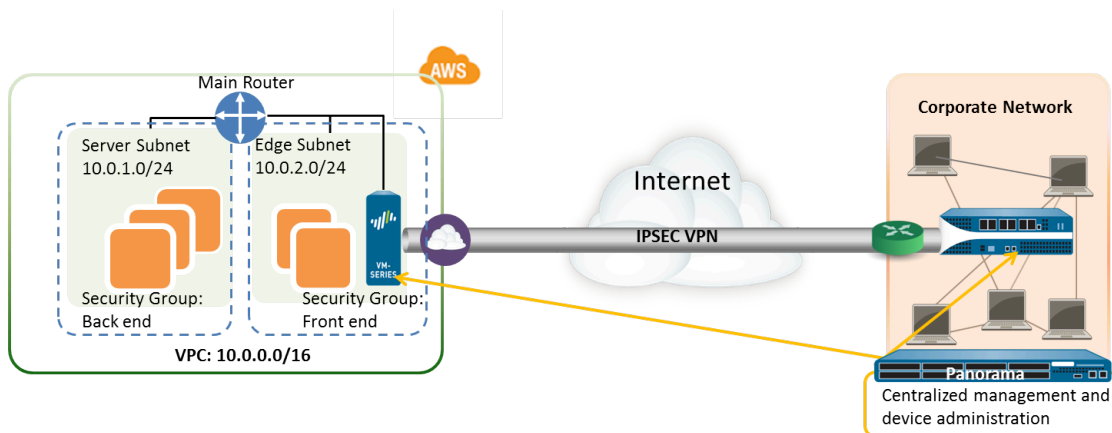 AWS
Main Router
Server Subnet
10.0.1.0/24
Edge Subnet
10.0.2.0/24
VM-
SERIES
Security Group:
Back end
Security Group:
Front end
VPC: 10.0.0.0/16
Internet
IPSEC VPN
Corporate Network
Panorama
Centralized management and
device administration